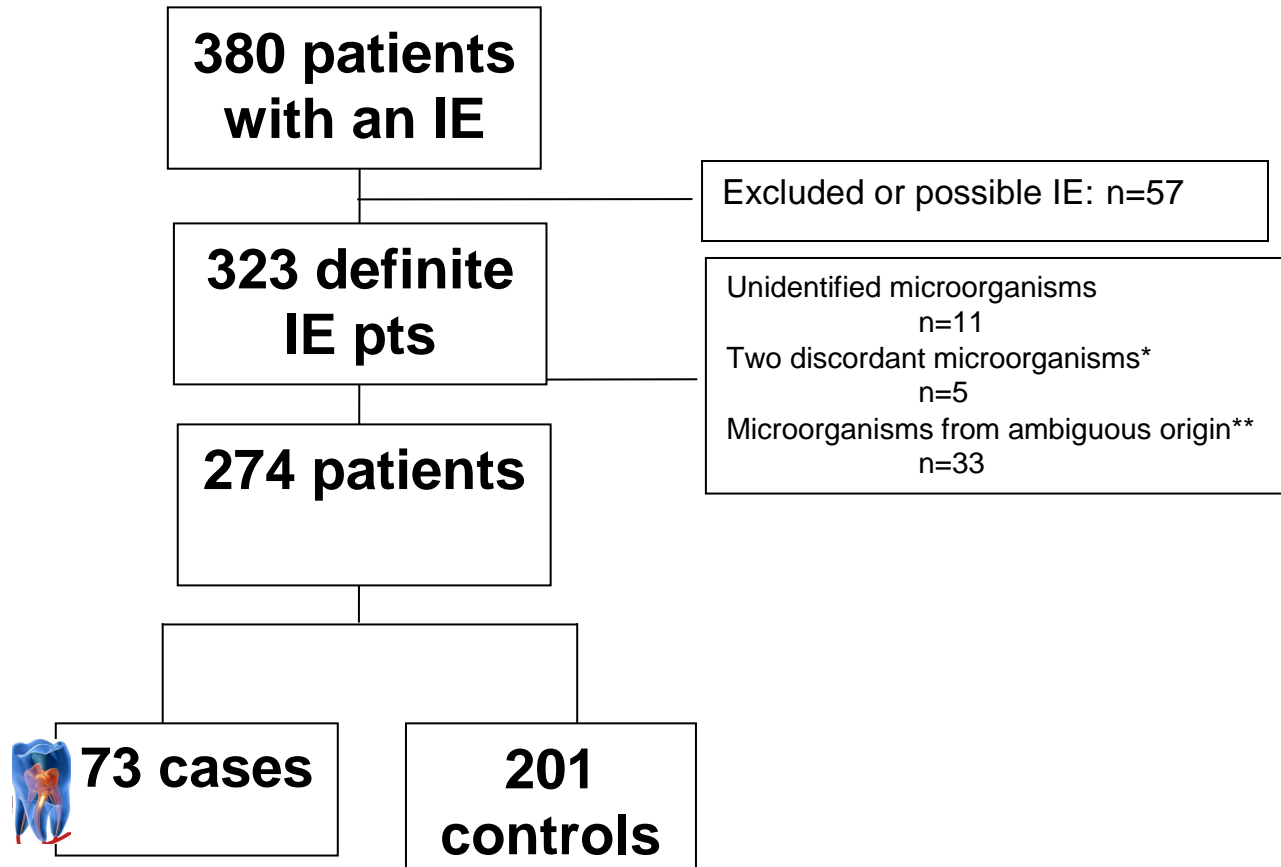 380 patients
with an IE
Excluded or possible IE: n=57
323 definite
IE pts
Unidentified microorganisms
n=11
Two discordant microorganisms*
n=5
Microorganisms from ambiguous origin**
n=33
274 patients
73 cases
201
controls